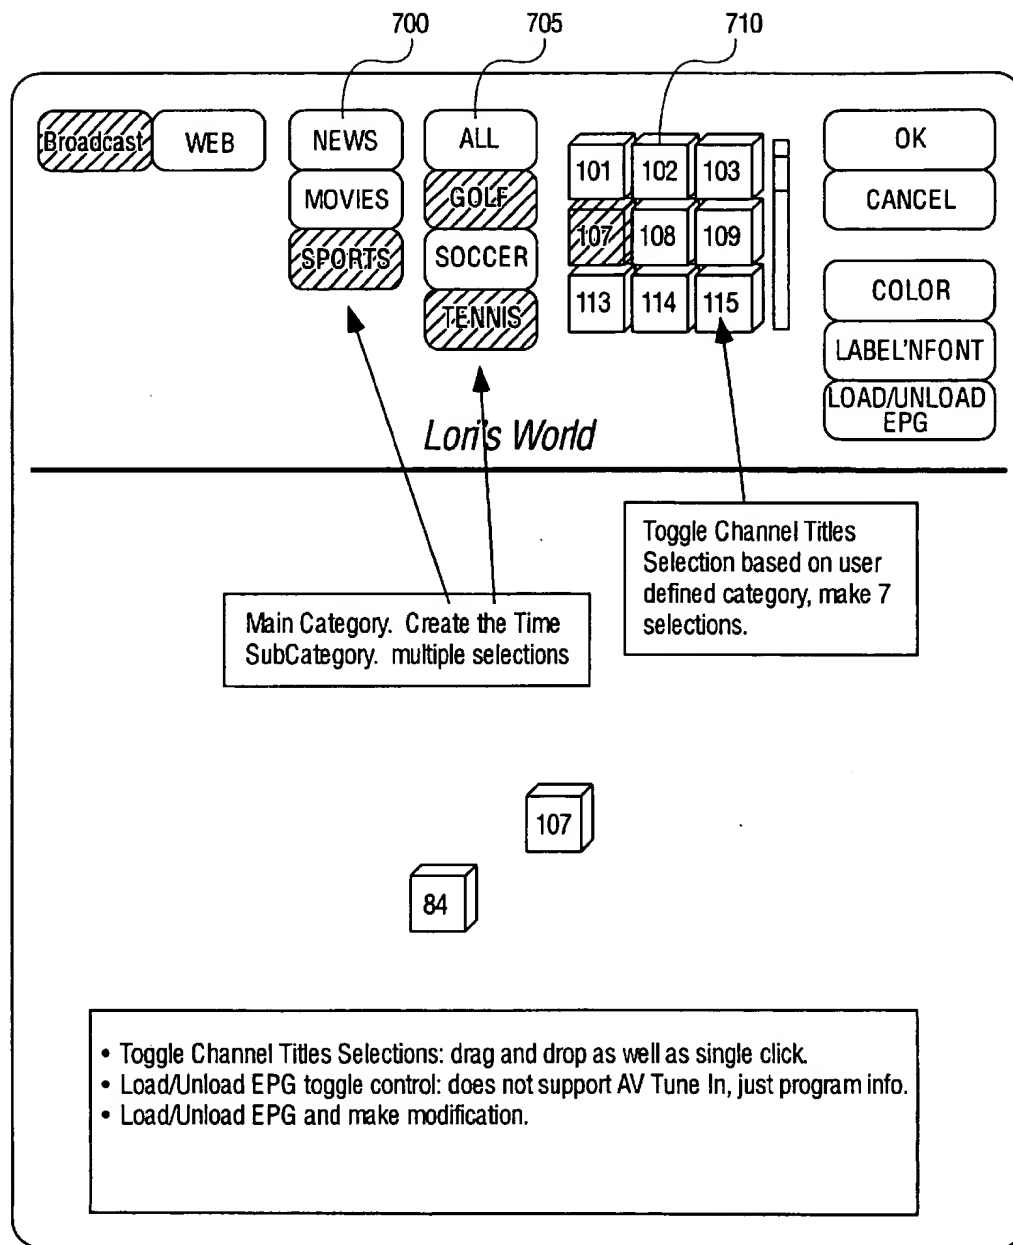 700 705 710
Broadcast WEB NEWS ALL OK
MOVIES GOLF CANCEL
SPORTS SOCCER
TENNIS
101 102 103
107 108 109
113 114 115
COLOR
LABEL'NFONT
LOAD/UNLOAD
EPG
Lori's World
Toggle Channel Titles
Selection based on user
defined category, make 7
selections.
Main Category. Create the Time
SubCategory. multiple selections
107
84
• Toggle Channel Titles Selections: drag and drop as well as single click.
• Load/Unload EPG toggle control: does not support AV Tune In, just program info.
• Load/Unload EPG and make modification.